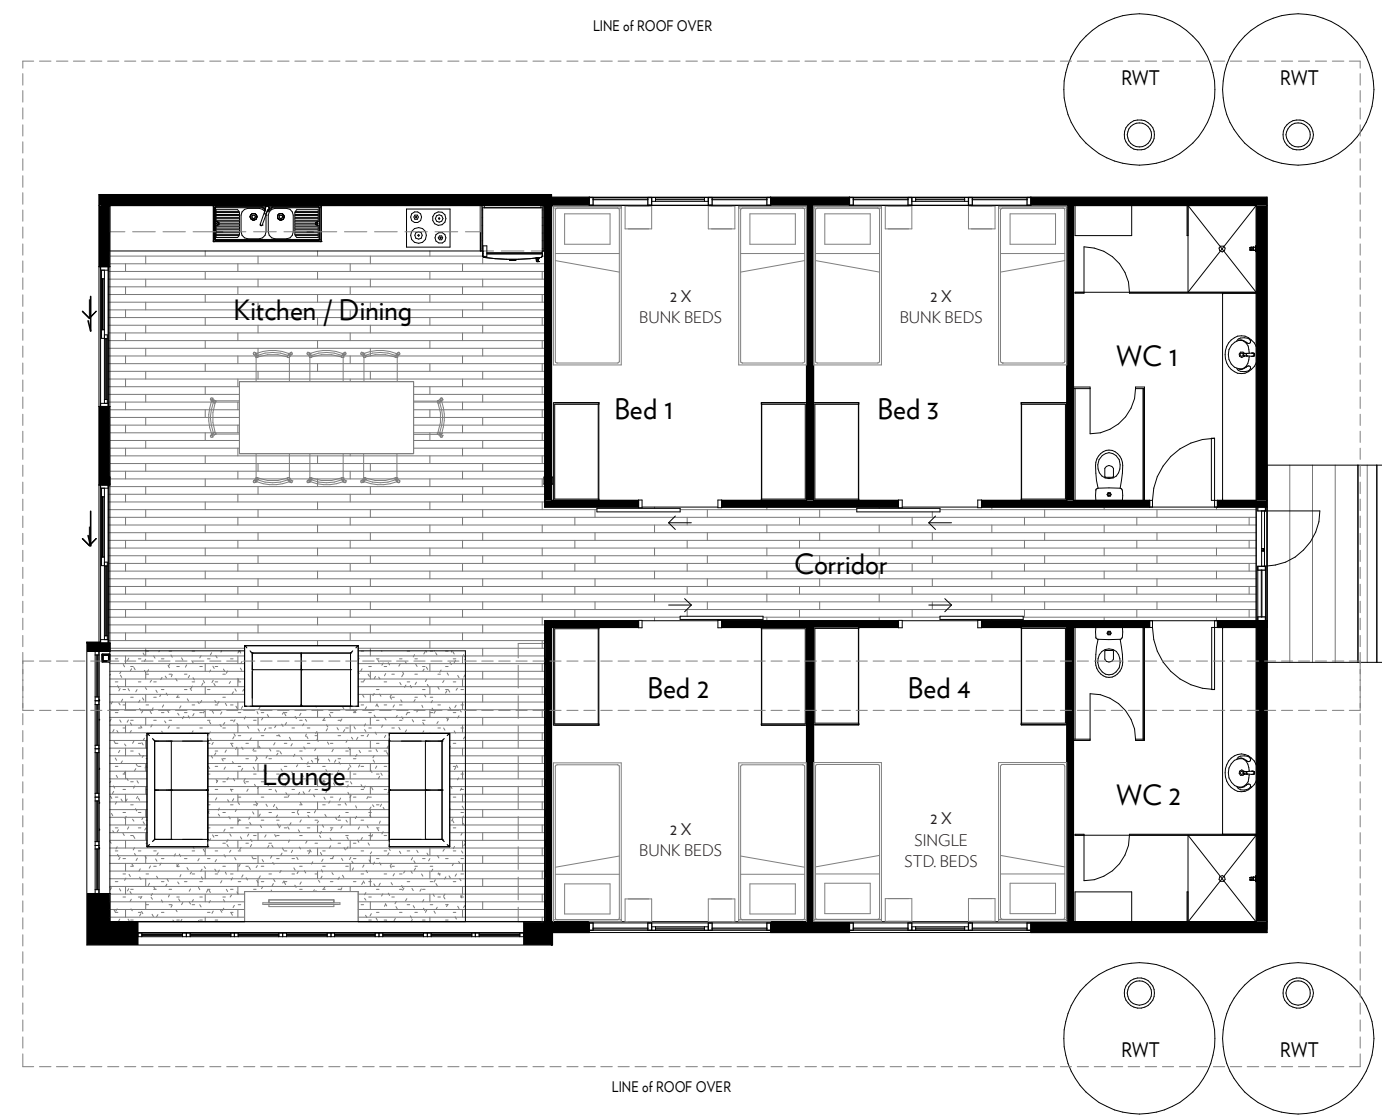 LINE of ROOF OVER
RWT
RWT
Kitchen / Dining
2 X
BUNK BEDS
2 X
BUNK BEDS
WC 1
Bed 1
Bed 3
Corridor
Bed 2
Bed 4
Lounge
WC 2
2 X
BUNK BEDS
2 X
SINGLE
STD. BEDS
RWT
RWT
LINE of ROOF OVER